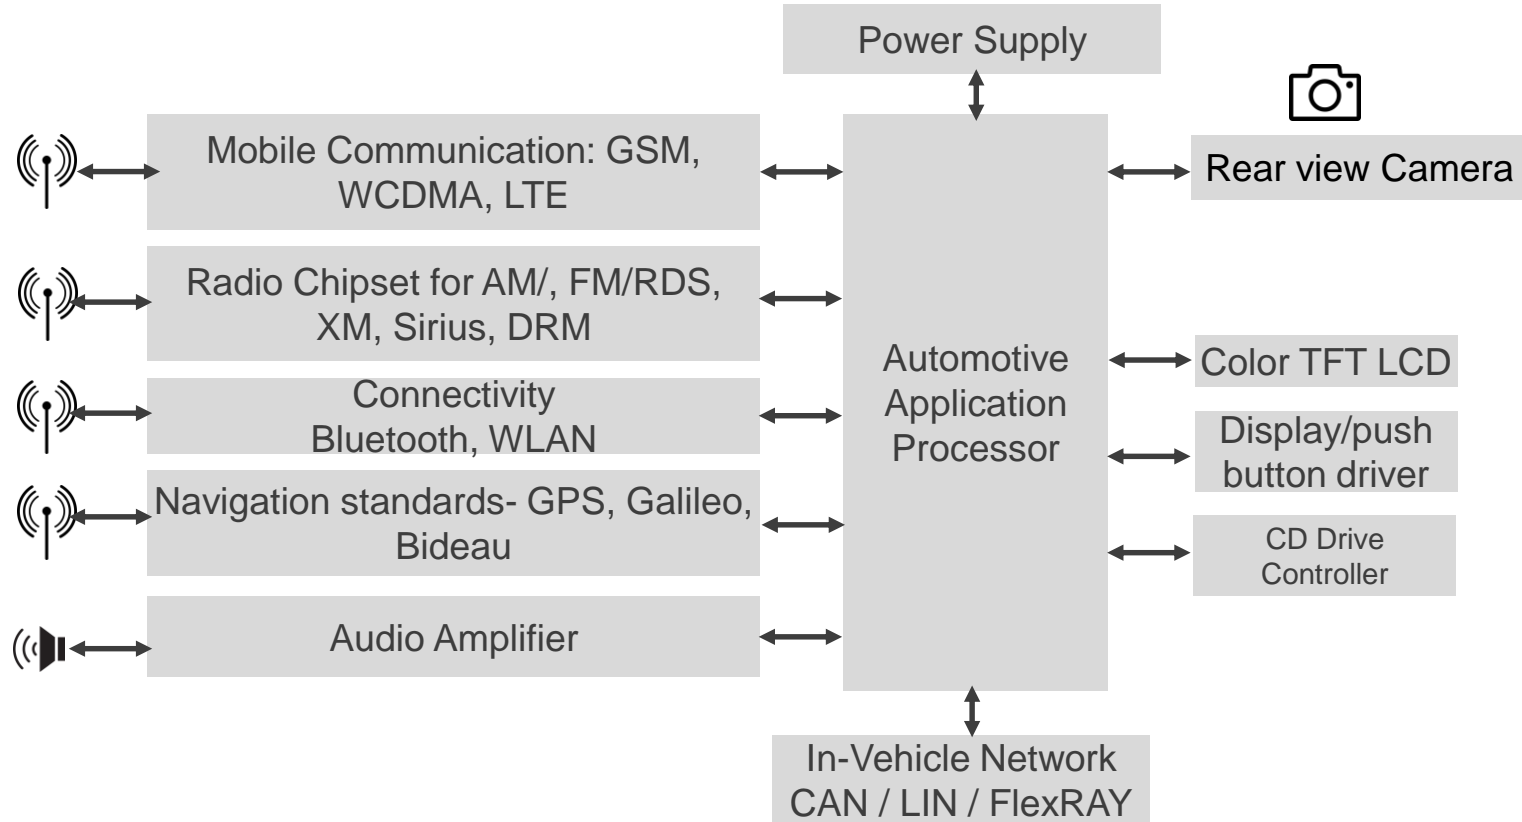 Power Supply
Mobile Communication: GSM,
WCDMA, LTE
Rear view Camera
Radio Chipset for AM/, FM/RDS,
XM, Sirius, DRM
Automotive
Application
Processor
Color TFT LCD
Connectivity
Bluetooth, WLAN
Display/push
button driver
Navigation standards- GPS, Galileo,
Bideau
CD Drive
Controller
Audio Amplifier
In-Vehicle Network
CAN / LIN / FlexRAY